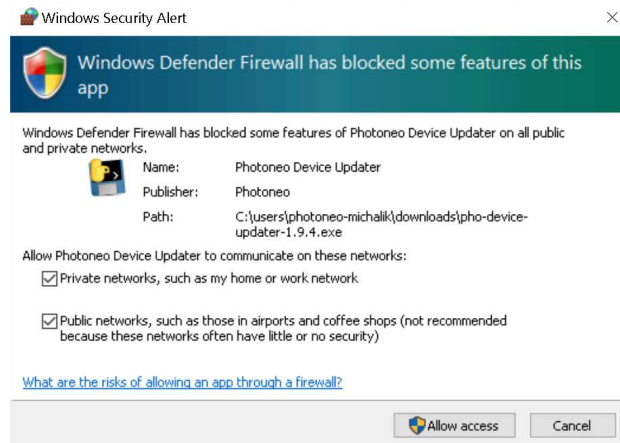 Windows Security Alert
Windows Defender Firewall has blocked some features of this
app
Windows Defender Firewall has blocked some features of Photoneo Device Updater on all public
and private networks.
Name: Photoneo Device Updater
Publisher: Photoneo
Path: C:\users\photoneo-michalik\downloads\pho-device-
updater-1.9.4.exe
Allow Photoneo Device Updater to communicate on these networks:
Private networks, such as my home or work network
Public networks, such as those in airports and coffee shops (not recommended
because these networks often have little or no security)
What are the risks of allowing an app through a firewall?
Allow access Cancel